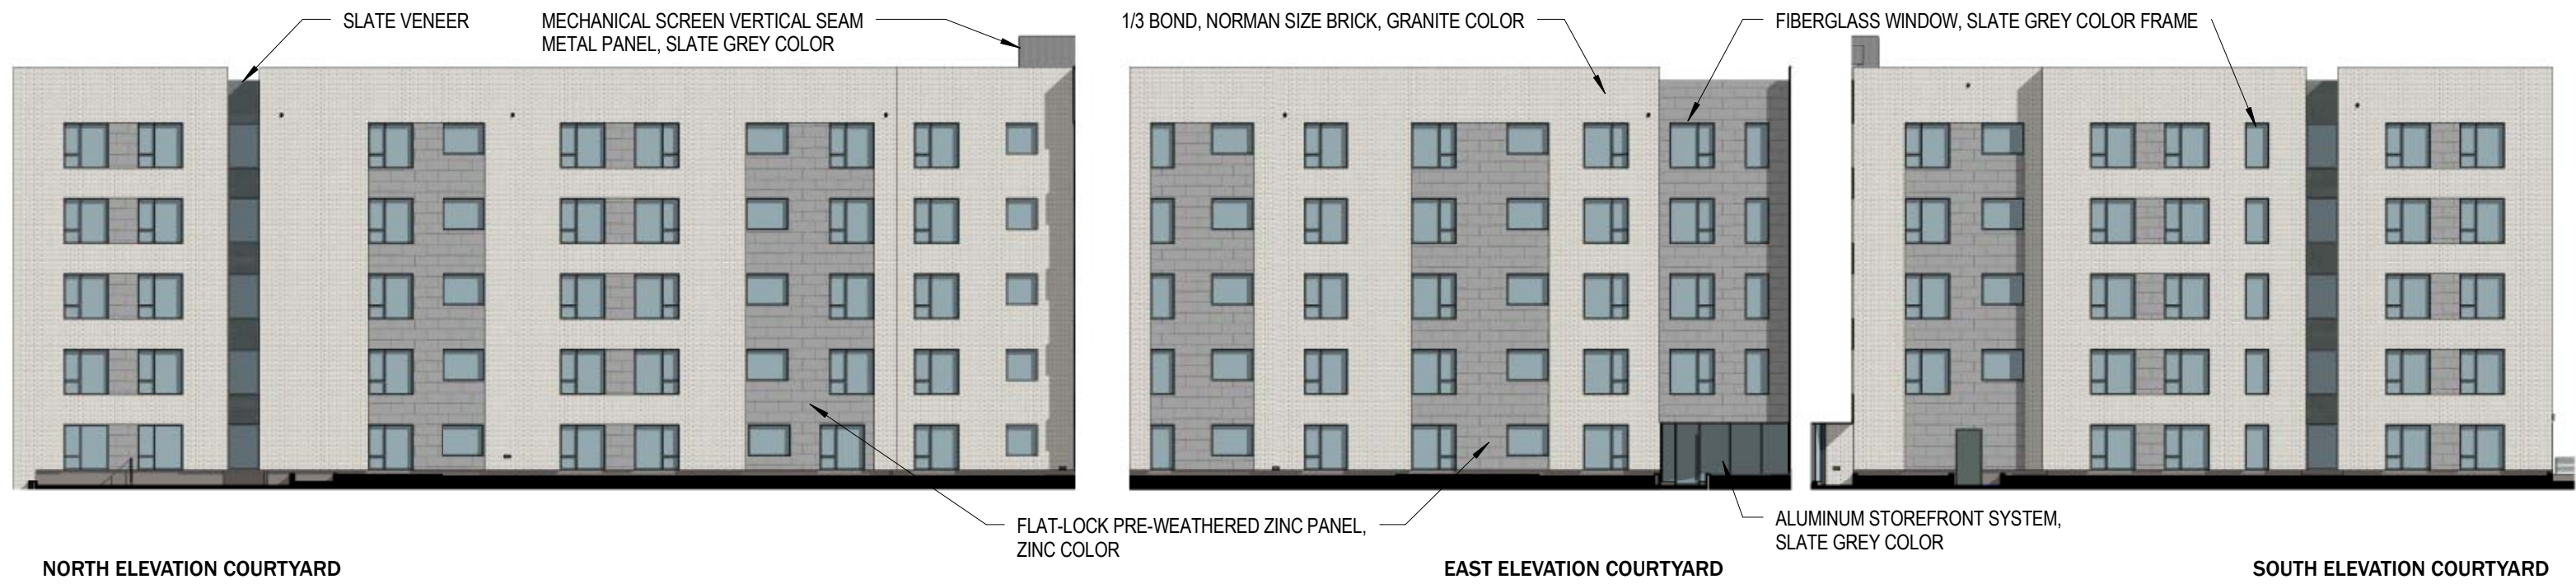 SLATE VENEER
MECHANICAL SCREEN VERTICAL SEAM
METAL PANEL, SLATE GREY COLOR
1/3 BOND, NORMAN SIZE BRICK, GRANITE COLOR
FIBERGLASS WINDOW, SLATE GREY COLOR FRAME
FLAT-LOCK PRE-WEATHERED ZINC PANEL,
ZINC COLOR
ALUMINUM STOREFRONT SYSTEM,
SLATE GREY COLOR
NORTH ELEVATION COURTYARD
EAST ELEVATION COURTYARD
SOUTH ELEVATION COURTYARD